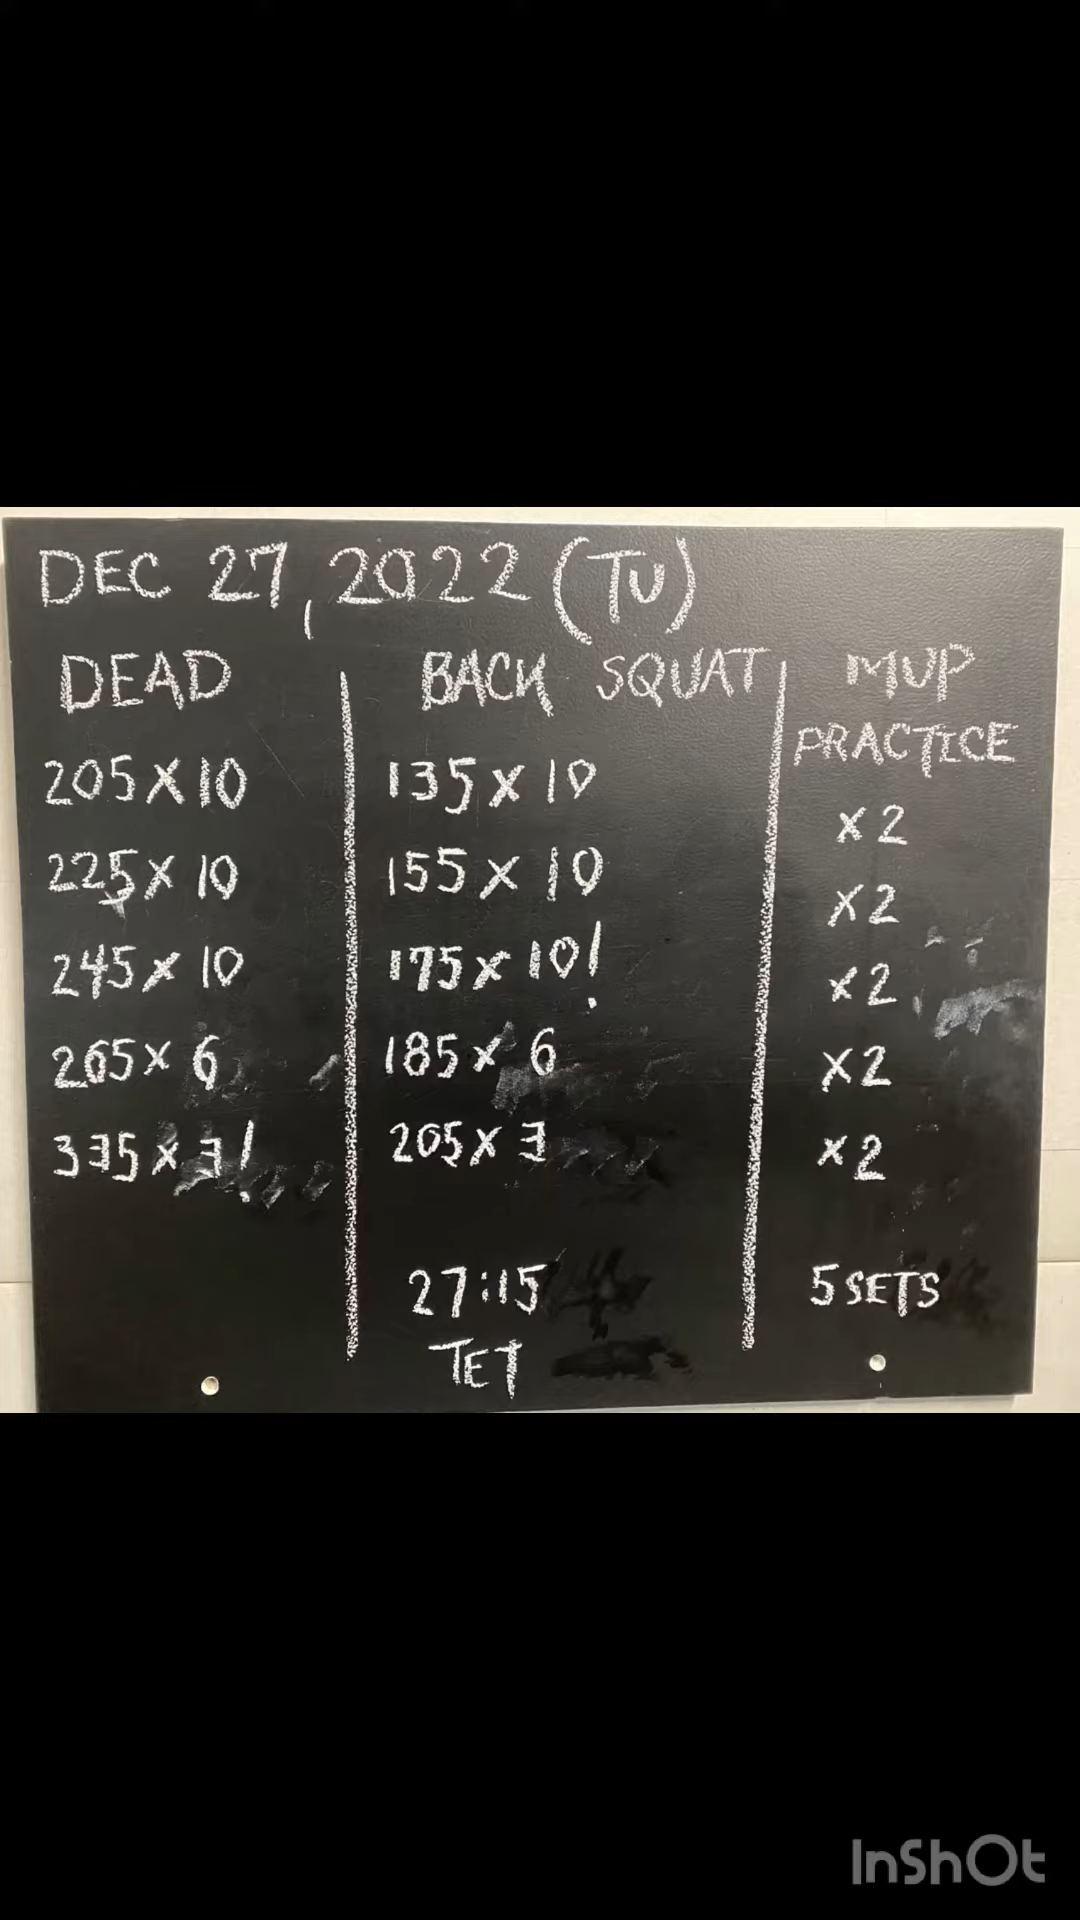 DEC 27, 2022 (TU)
DEAD
205 X 10
225 X 10
245 X 10
265 X 6
335 X 3!
BACK SQUAT
135 X 10
155 X 10
175 X 10!
185 X 6
205 X 3
27:15
TET
MUP
PRACTICE
X 2
X 2
X 2
X 2
X 2
5 SETS
InShOt